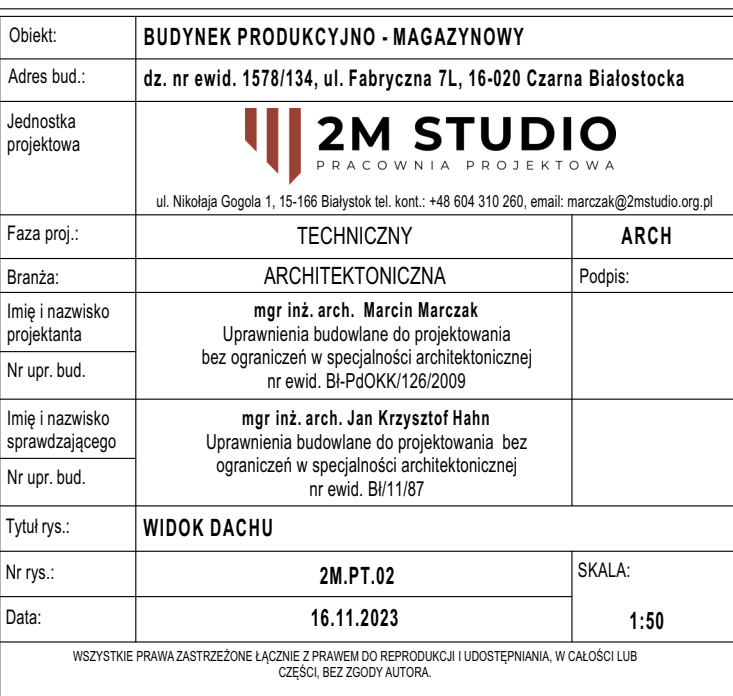 Obiekt:
BUDYNEK PRODUKCYJNO - MAGAZYNOWY
Adres bud.:
dz. nr ewid. 1578/134, ul. Fabryczna 7L, 16-020 Czarna Białostocka
Jednostka
projektowa
2M STUDIO
PRACOWNIA PROJEKTOWA
ul. Nikołaja Gogola 1, 15-166 Białystok tel. kont.: +48 604 310 260, email: marczak@2mstudio.org.pl
Faza proj.:
TECHNICZNY
ARCH
Branża:
ARCHITEKTONICZNA
Podpis:
Imię i nazwisko
projektanta
Nr upr. bud.
mgr inż. arch. Marcin Marczak
Uprawnienia budowlane do projektowania
bez ograniczeń w specjalności architektonicznej
nr ewid. Bł-PdOKK/126/2009
Imię i nazwisko
sprawdzającego
Nr upr. bud.
mgr inż. arch. Jan Krzysztof Hahn
Uprawnienia budowlane do projektowania bez
ograniczeń w specjalności architektonicznej
nr ewid. Bł/11/87
Tytuł rys.:
WIDOK DACHU
Nr rys.:
2M.PT.02
SKALA:
Data:
16.11.2023
1:50
WSZYSTKIE PRAWA ZASTRZEŻONE ŁĄCZNIE Z PRAWEM DO REPRODUKCJI I UDOSTĘPNIANIA, W CAŁOŚCI LUB
CZĘŚCI, BEZ ZGODY AUTORA.